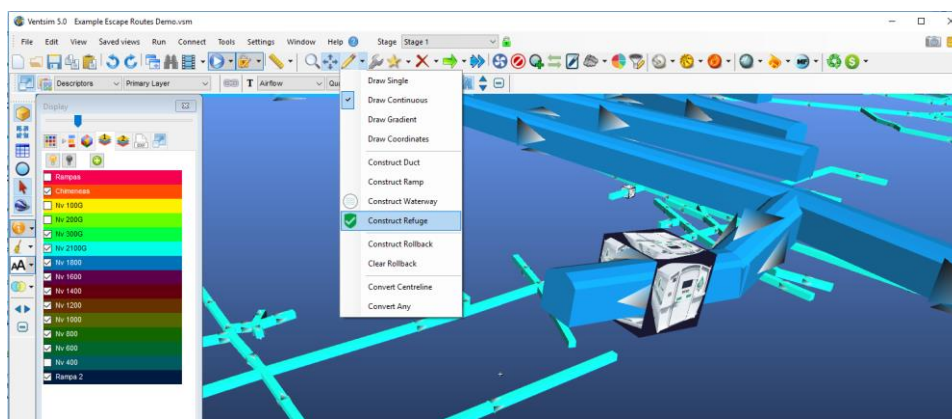 Ventsim 5.0 Example Escape Routes Demo.vsm
File Edit View Saved views Run Connect Tools Settings Window Help Stage Stage 1
Descriptors Primary Layer T Airflow
Draw Single
Draw Continuous
Draw Gradient
Draw Coordinates
Construct Duct
Construct Ramp
Construct Waterway
Construct Refuge
Construct Rollback
Clear Rollback
Convert Centreline
Convert Any
Display
Rampas
Chimeneas
Nv 100G
Nv 200G
Nv 300G
Nv 2100G
Nv 1800
Nv 1600
Nv 1400
Nv 1200
Nv 1000
Nv 800
Nv 600
Nv 400
Rampa 2
AA